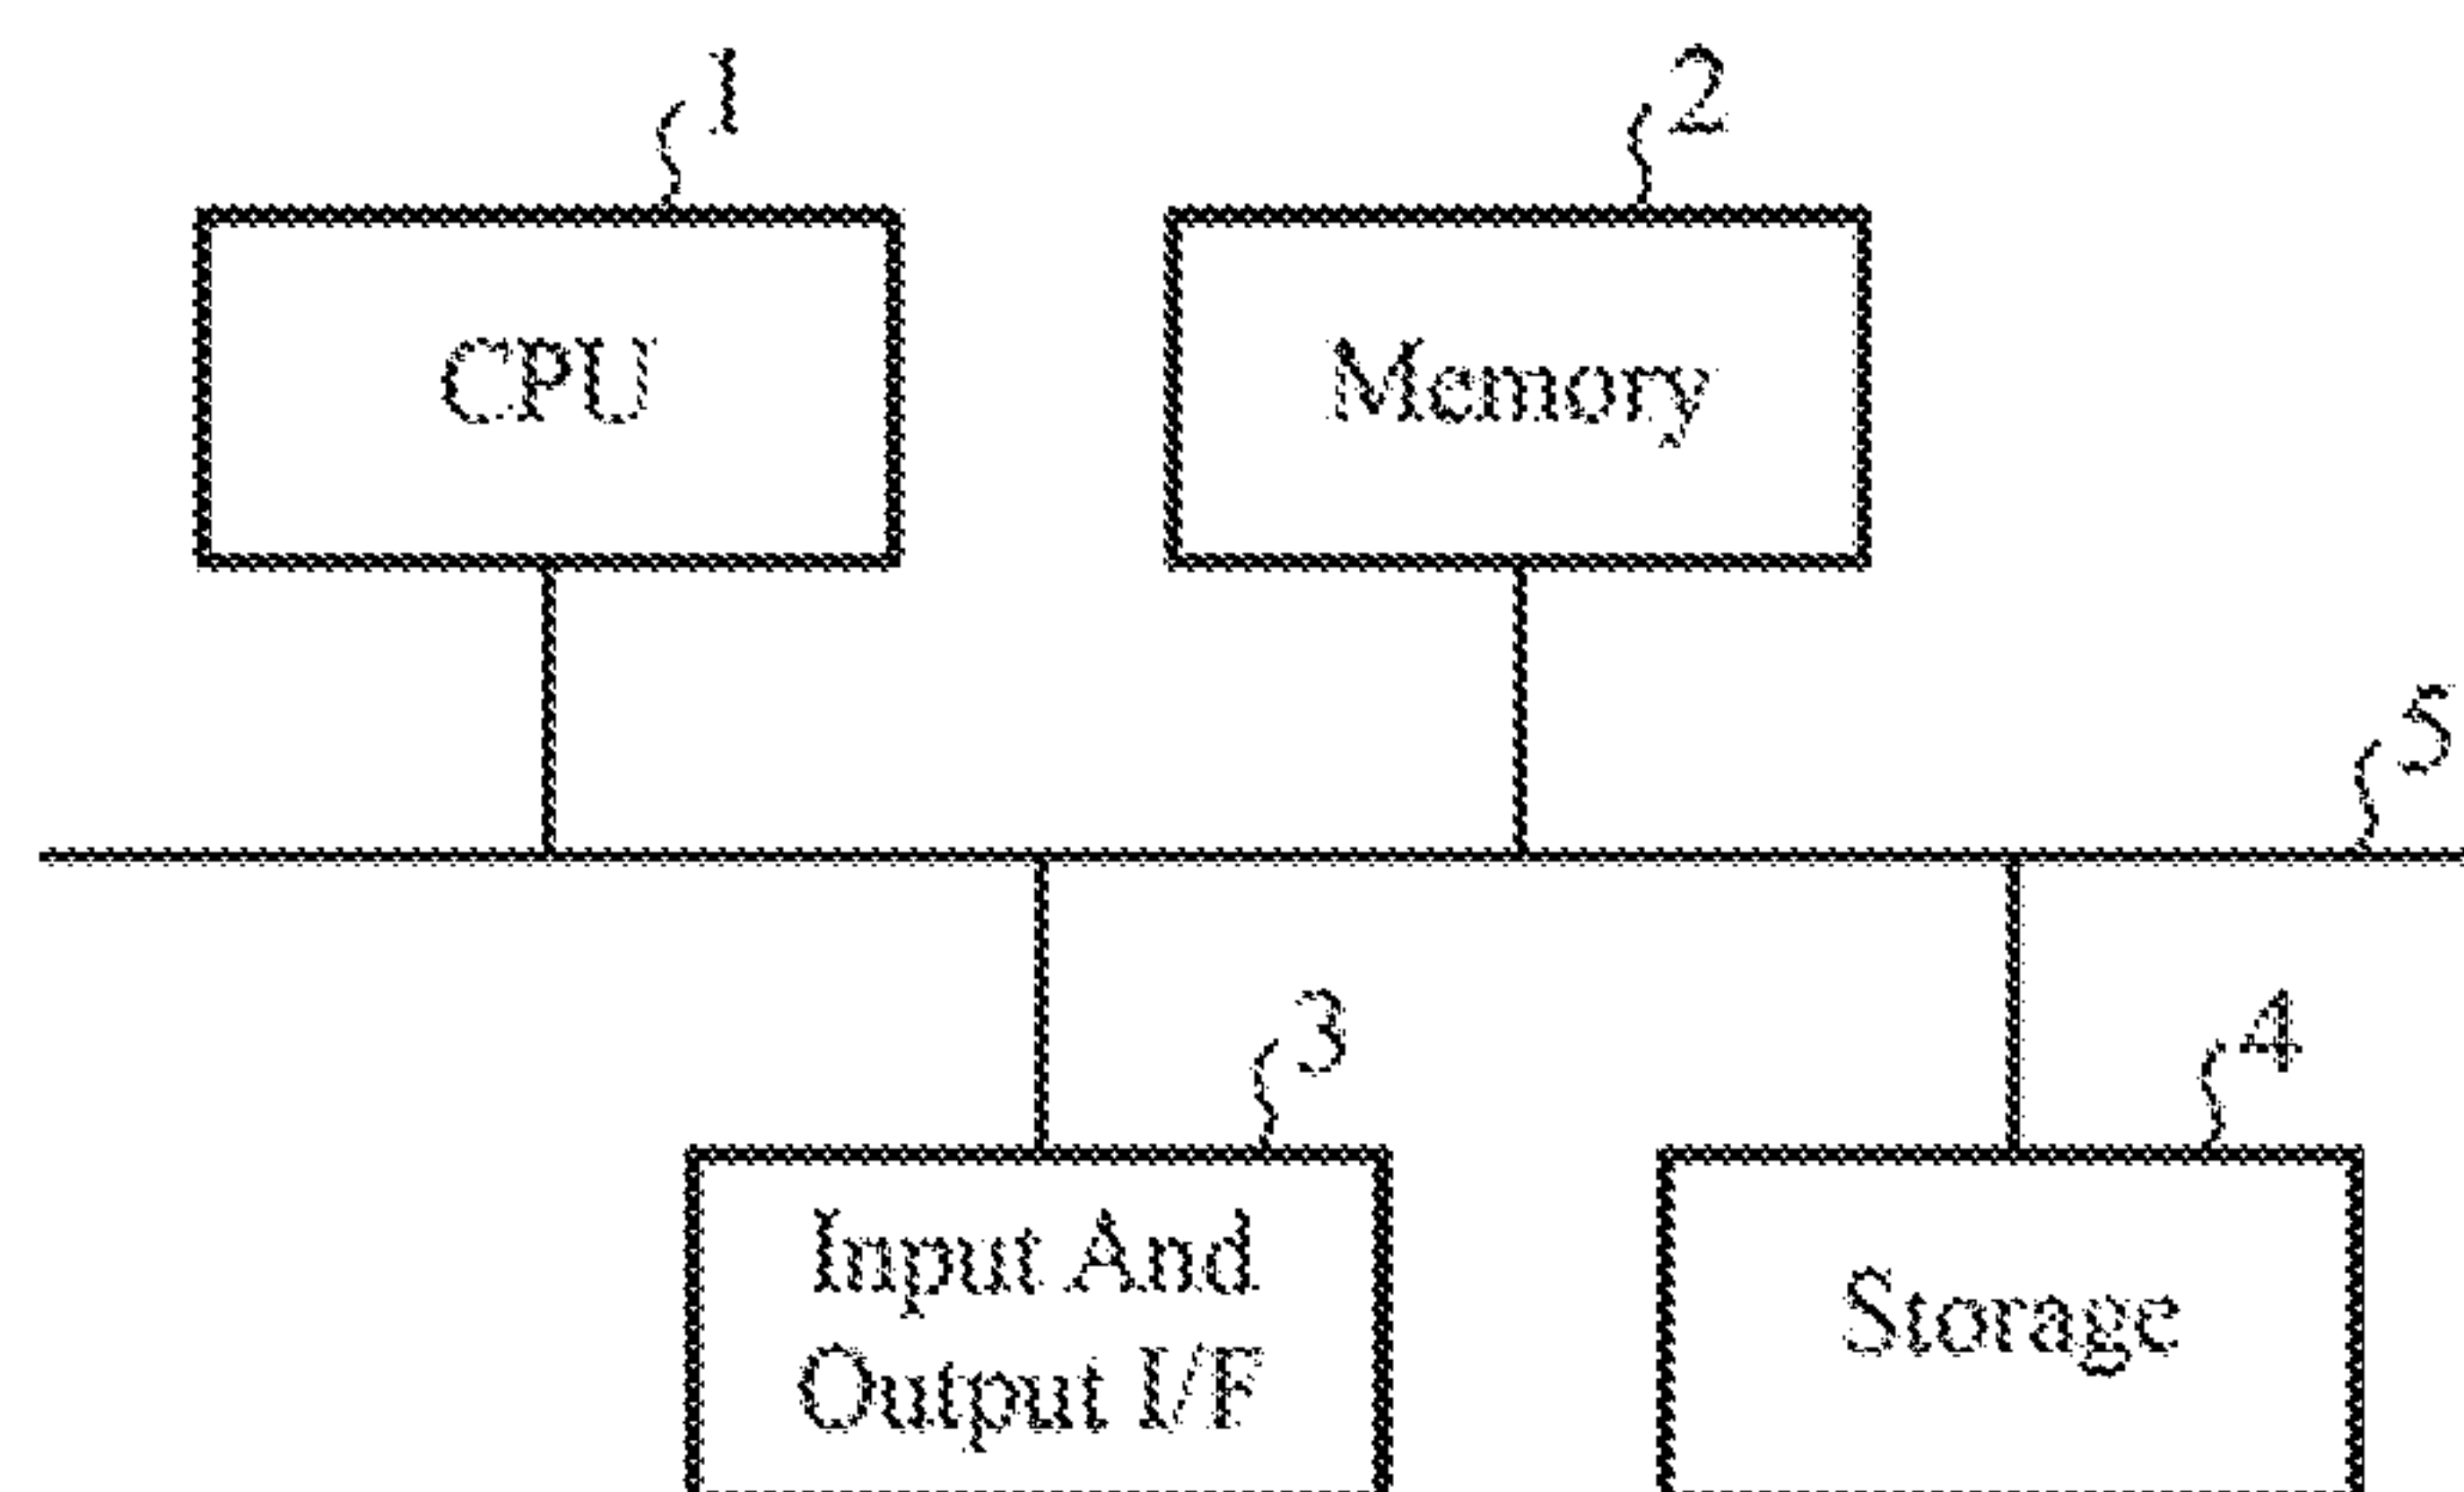 1
2
CPU
Memory
5
3
4
Input And
Output I/F
Storage